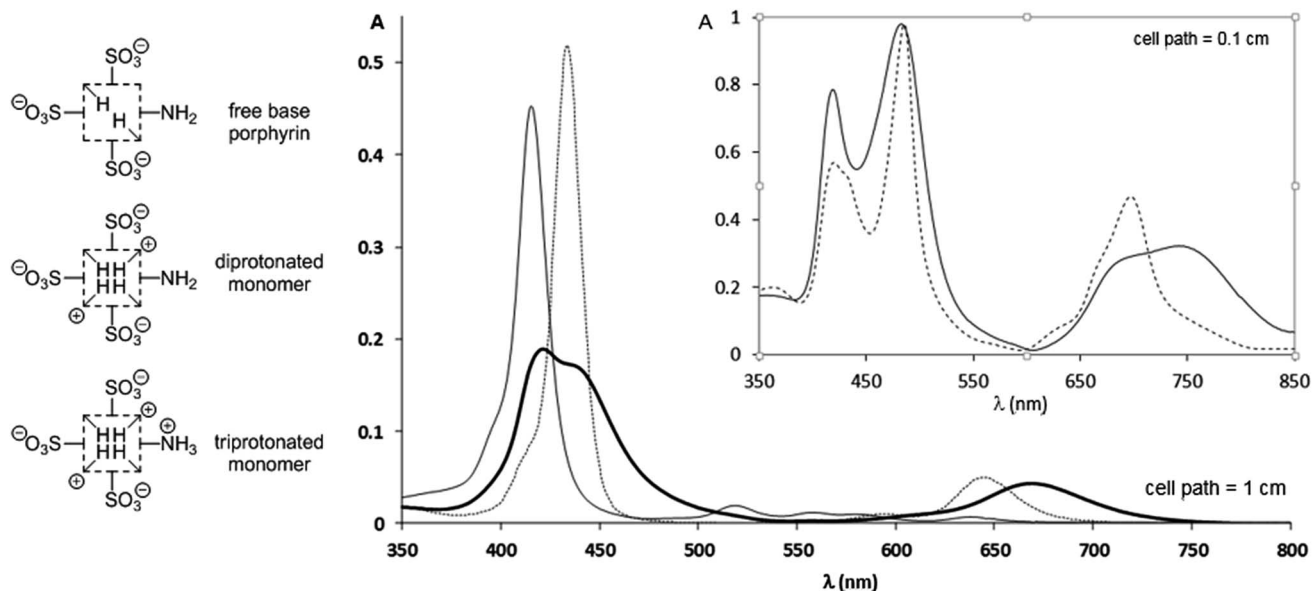 SO3⊖
⊖O3S
H
H
NH2
free base
porphyrin
SO3⊖
SO3⊖
⊕
⊖O3S
HH
HH
NH2
diprotonated
monomer
⊕
SO3⊖
SO3⊖
⊕
⊕
⊖O3S
HH
HH
NH3
triprotonated
monomer
⊕
SO3⊖
A
0.5
0.4
0.3
0.2
0.1
0
350
400
450
500
550
600
650
700
750
800
λ (nm)
cell path = 1 cm
A
1
0.8
0.6
0.4
0.2
0
350
450
550
650
750
850
λ (nm)
cell path = 0.1 cm